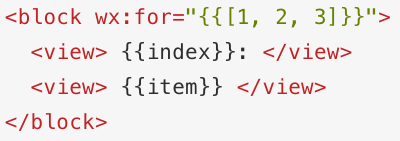 <block wx:for="{{[1, 2, 3]}}">
  <view> {{index}}: </view>
  <view> {{item}} </view>
</block>